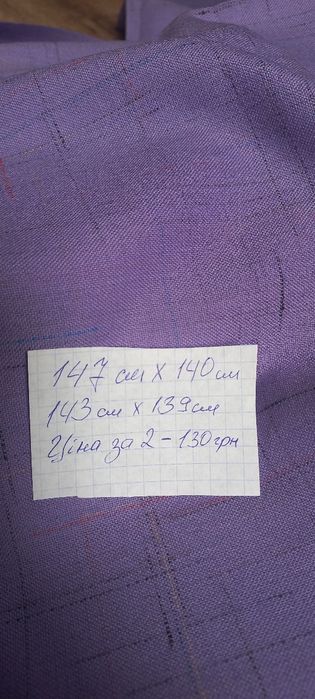 147 см х 140 см
143 см х 139 см
Ціна за 2 - 130 грн